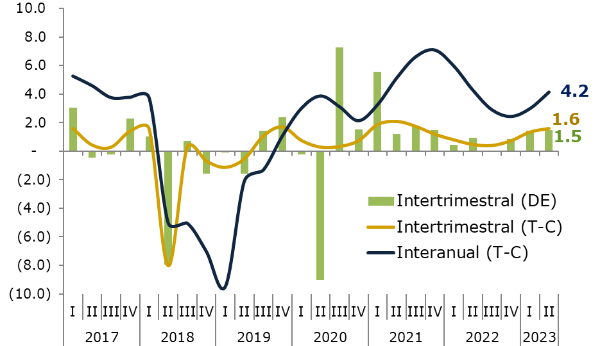 10.0
8.0
6.0
4.0
2.0
-
(2.0)
(4.0)
(6.0)
(8.0)
(10.0)
4.2
1.6
1.5
Intertrimestral (DE)
Intertrimestral (T-C)
Interanual (T-C)
I II III IV I II III IV I II III IV I II III IV I II III IV I II III IV I II
2017 2018 2019 2020 2021 2022 2023